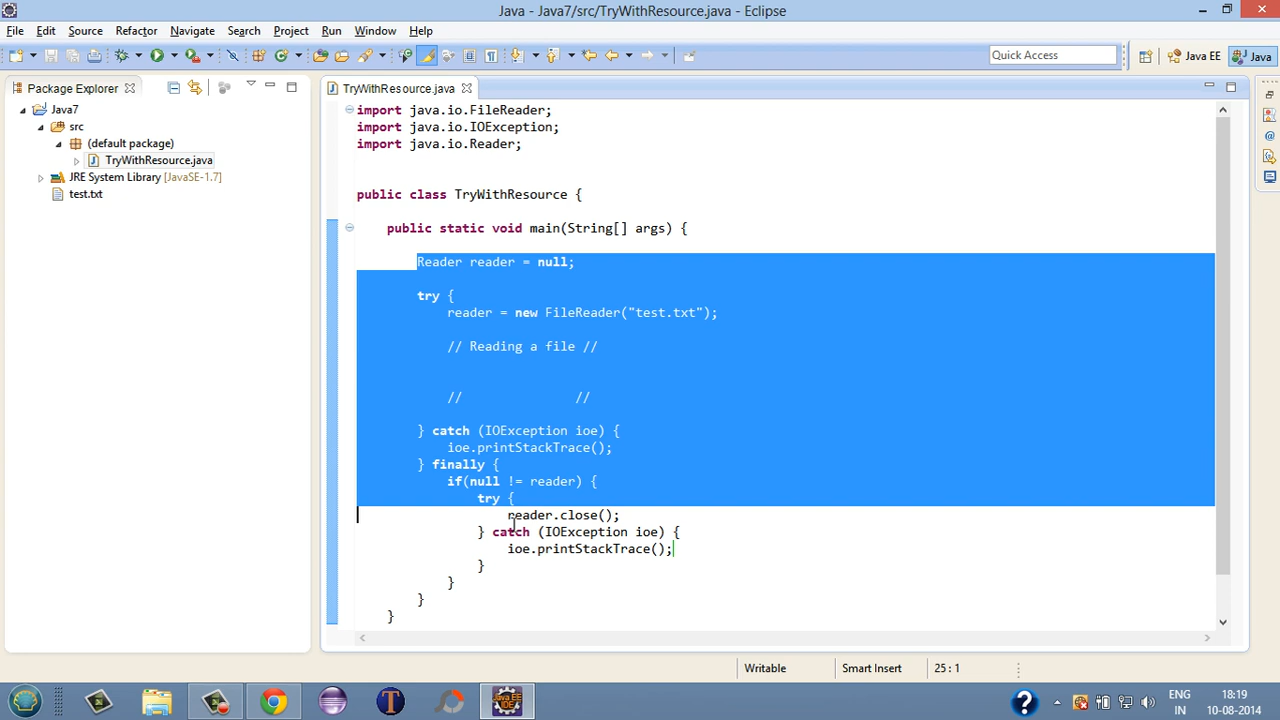 Java - Java7/src/TryWithResource.java - Eclipse
File Edit Source Refactor Navigate Search Project Run Window Help
Quick Access
Java EE
Java
Package Explorer
TryWithResource.java
Java7
src
(default package)
TryWithResource.java
JRE System Library [JavaSE-1.7]
test.txt
import java.io.FileReader;
import java.io.IOException;
import java.io.Reader;
public class TryWithResource {
public static void main(String[] args) {
Reader reader = null;
try {
reader = new FileReader("test.txt");
// Reading a file //
// //
} catch (IOException ioe) {
ioe.printStackTrace();
} finally {
if(null != reader) {
try {
reader.close();
} catch (IOException ioe) {
ioe.printStackTrace();
}
}
}
}
Writable
Smart Insert
25 : 1
Java EE
IDE
ENG
IN
18:19
10-08-2014